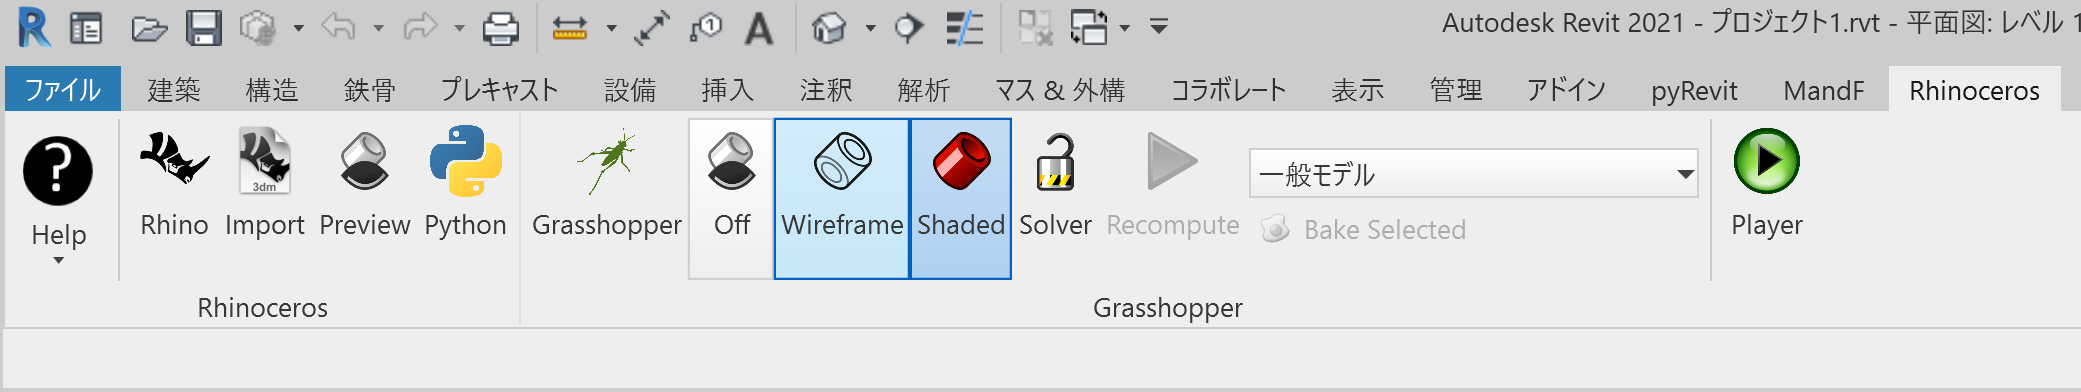 Autodesk Revit 2021 - プロジェクト1.rvt - 平面図: レベル 1
ファイル 建築 構造 鉄骨 プレキャスト 設備 挿入 注釈 解析 マス & 外構 コラボレート 表示 管理 アドイン pyRevit MandF Rhinoceros
3dm
一般モデル
Help Rhino Import Preview Python Grasshopper Off Wireframe Shaded Solver Recompute Bake Selected Player
Rhinoceros Grasshopper